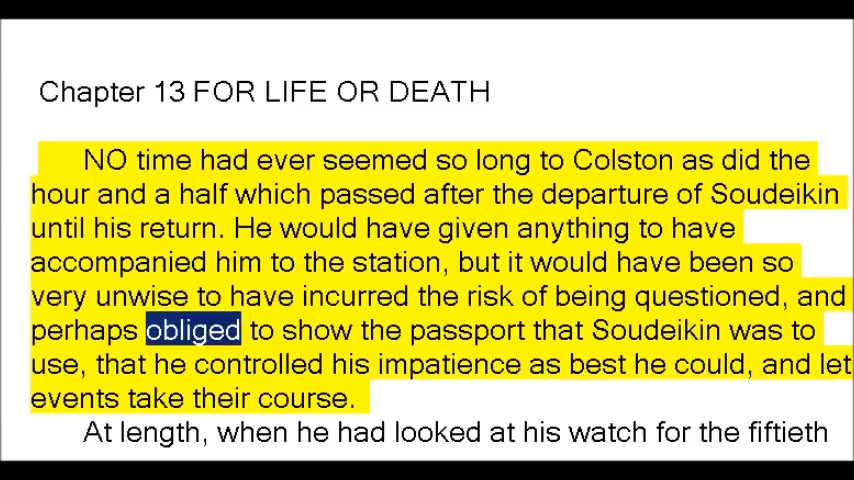 Chapter 13 FOR LIFE OR DEATH
NO time had ever seemed so long to Colston as did the
hour and a half which passed after the departure of Soudeikin
until his return. He would have given anything to have
accompanied him to the station, but it would have been so
very unwise to have incurred the risk of being questioned, and
perhaps obliged to show the passport that Soudeikin was to
use, that he controlled his impatience as best he could, and let
events take their course.
At length, when he had looked at his watch for the fiftieth